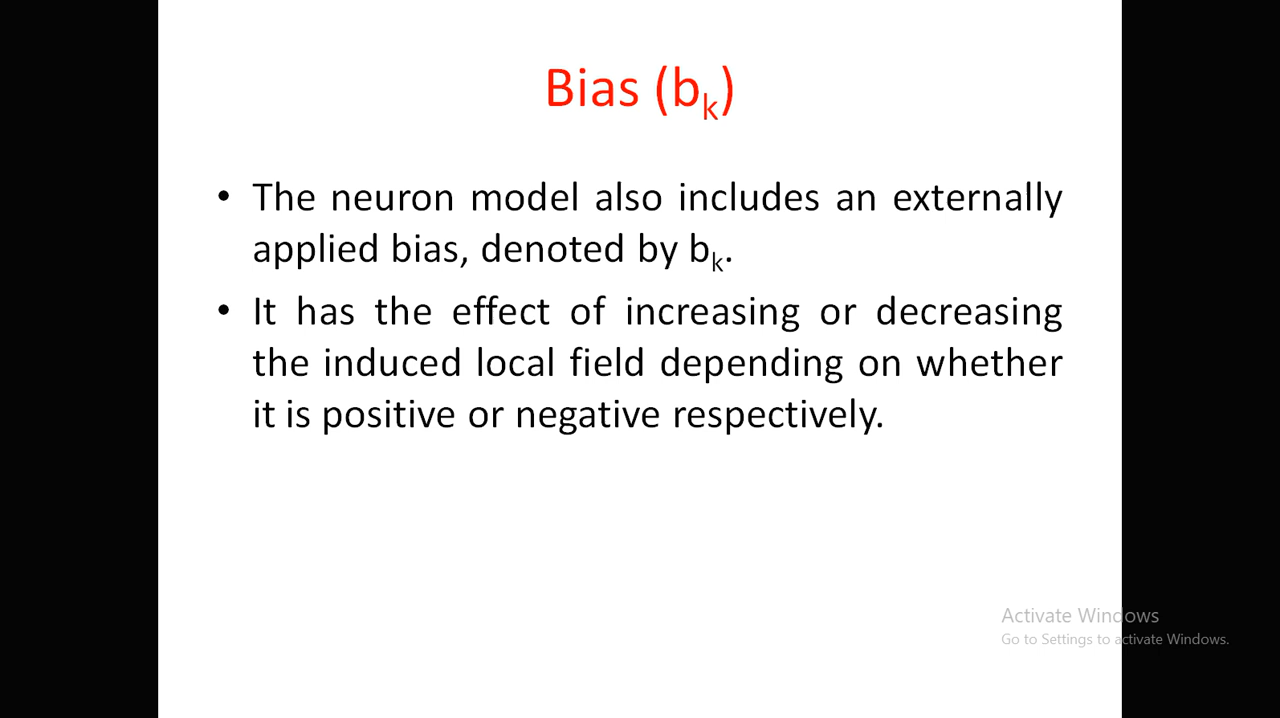 Bias (bk)
• The neuron model also includes an externally
applied bias, denoted by bk.
• It has the effect of increasing or decreasing
the induced local field depending on whether
it is positive or negative respectively.
Activate Windows
Go to Settings to activate Windows.